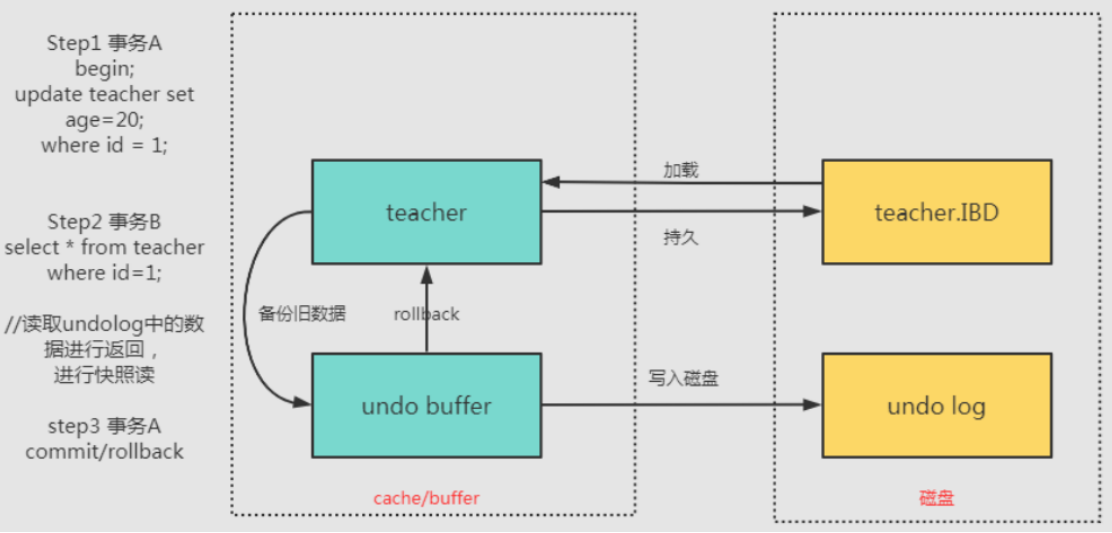 Step1 事务A
begin;
update teacher set
age=20;
where id = 1;
Step2 事务B
select * from teacher
where id=1;
//读取undolog中的数
据进行返回，
进行快照读
step3 事务A
commit/rollback
teacher
加载
持久
teacher.IBD
备份旧数据
rollback
undo buffer
写入磁盘
undo log
cache/buffer
磁盘